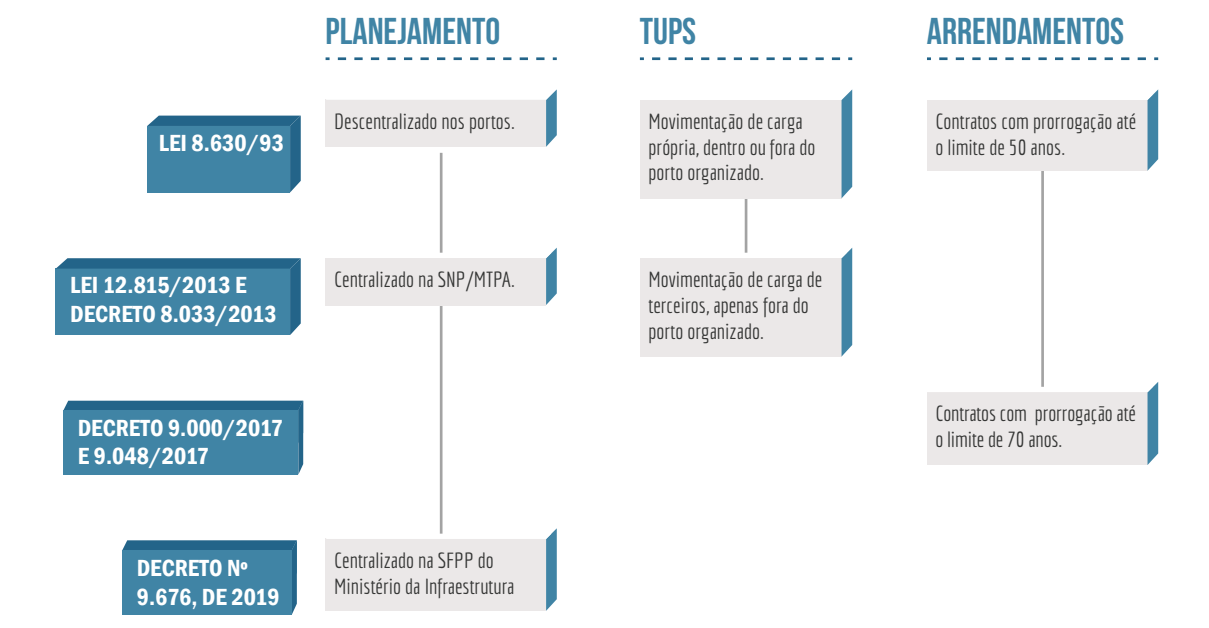 PLANEJAMENTO
TUPS
ARRENDAMENTOS
LEI 8.630/93
Descentralizado nos portos.
Movimentação de carga
própria, dentro ou fora do
porto organizado.
Contratos com prorrogação até
o limite de 50 anos.
LEI 12.815/2013 E
DECRETO 8.033/2013
Centralizado na SNP/MTPA.
Movimentação de carga de
terceiros, apenas fora do
porto organizado.
DECRETO 9.000/2017
E 9.048/2017
Contratos com prorrogação até
o limite de 70 anos.
DECRETO Nº
9.676, DE 2019
Centralizado na SFPP do
Ministério da Infraestrutura